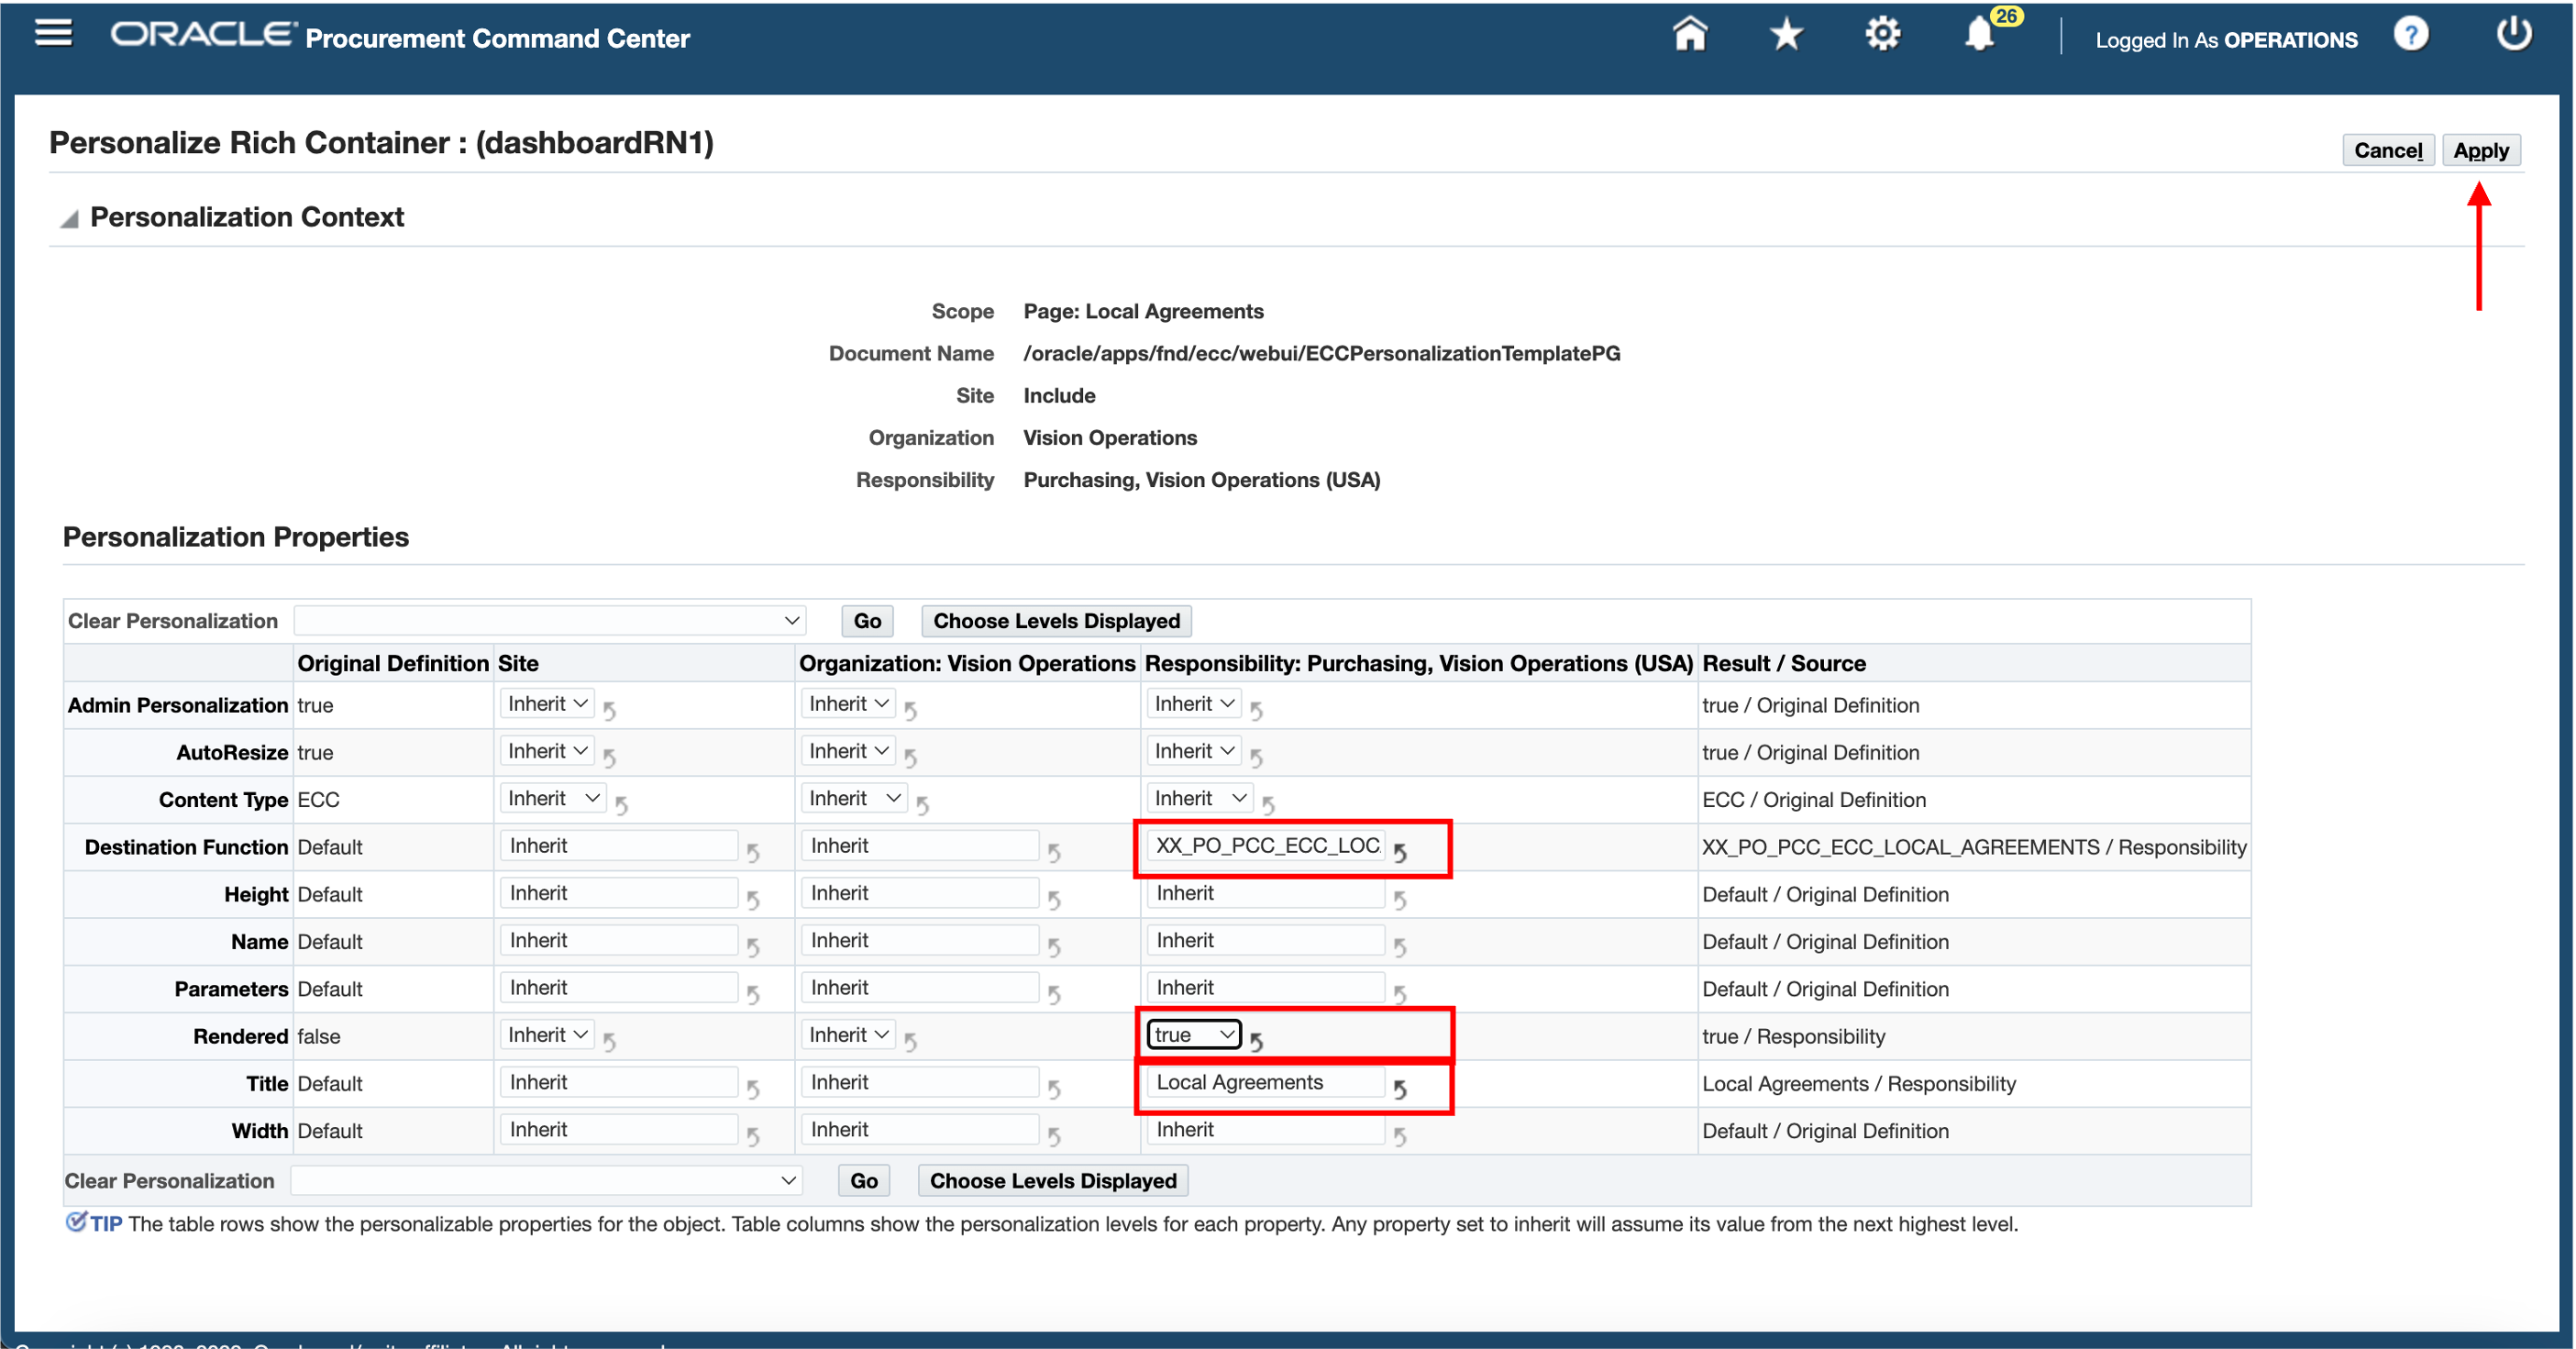 ORACLE Procurement Command Center
26
Logged In As OPERATIONS
?
Personalize Rich Container : (dashboardRN1)
Cancel Apply
Personalization Context
Scope Page: Local Agreements
Document Name /oracle/apps/fnd/ecc/webui/ECCPersonalizationTemplatePG
Site Include
Organization Vision Operations
Responsibility Purchasing, Vision Operations (USA)
Personalization Properties
Clear Personalization Go Choose Levels Displayed
Original Definition Site Organization: Vision Operations Responsibility: Purchasing, Vision Operations (USA) Result / Source
Admin Personalization true Inherit Inherit Inherit true / Original Definition
AutoResize true Inherit Inherit Inherit true / Original Definition
Content Type ECC Inherit Inherit Inherit ECC / Original Definition
Destination Function Default Inherit Inherit XX_PO_PCC_ECC_LOC XX_PO_PCC_ECC_LOCAL_AGREEMENTS / Responsibility
Height Default Inherit Inherit Inherit Default / Original Definition
Name Default Inherit Inherit Inherit Default / Original Definition
Parameters Default Inherit Inherit Inherit Default / Original Definition
Rendered false Inherit Inherit true true / Responsibility
Title Default Inherit Inherit Local Agreements Local Agreements / Responsibility
Width Default Inherit Inherit Inherit Default / Original Definition
Clear Personalization Go Choose Levels Displayed
TIP The table rows show the personalizable properties for the object. Table columns show the personalization levels for each property. Any property set to inherit will assume its value from the next highest level.